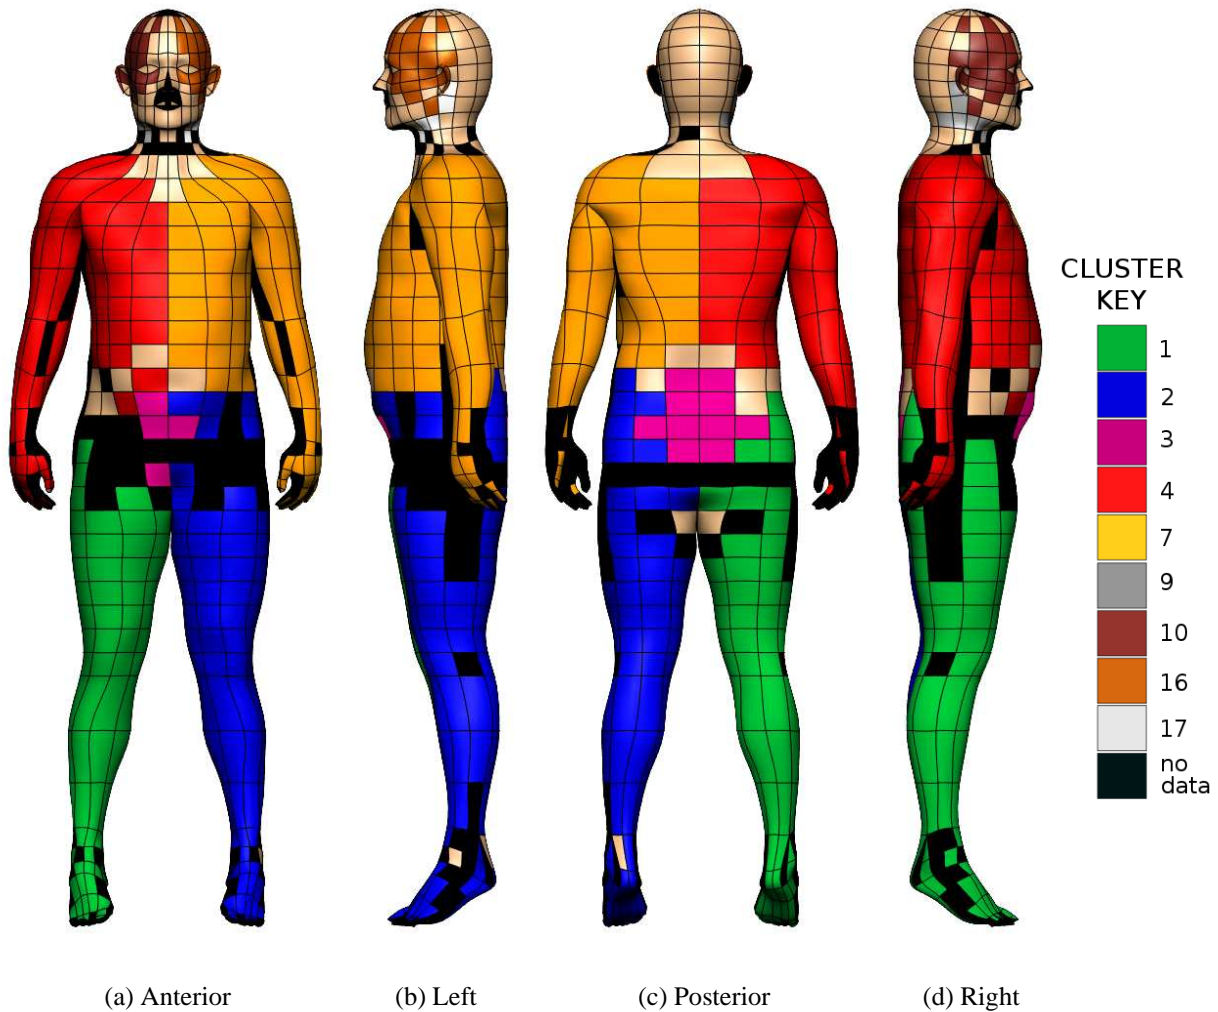 CLUSTER
KEY
1
2
3
4
7
9
10
16
17
no
data
(a) Anterior
(b) Left
(c) Posterior
(d) Right